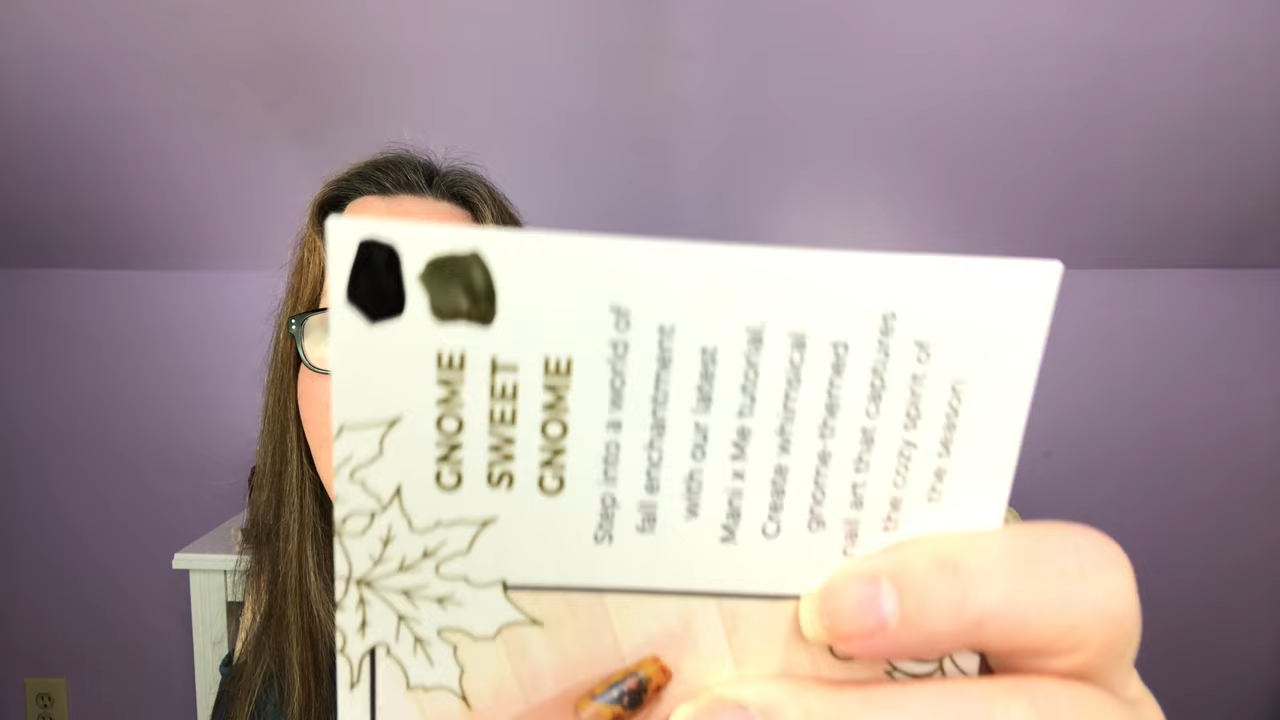 GNOME
SWEET
GNOME
Step into a world of
fall enchantment
with our latest
Mani x Me tutorial.
Create whimsical
gnome-themed
nail art that captures
the cozy spirit of
the season